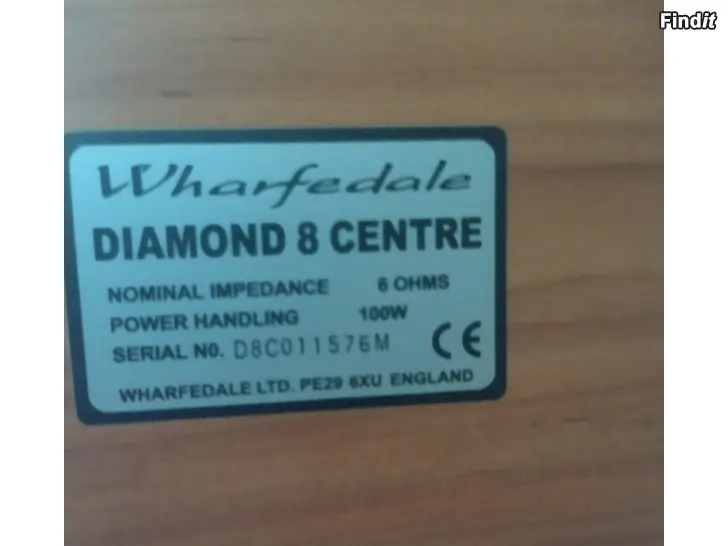 Findit
Wharfedale
DIAMOND 8 CENTRE
NOMINAL IMPEDANCE 6 OHMS
POWER HANDLING 100W
SERIAL NO. D8C011576M CE
WHARFEDALE LTD. PE29 6XU ENGLAND